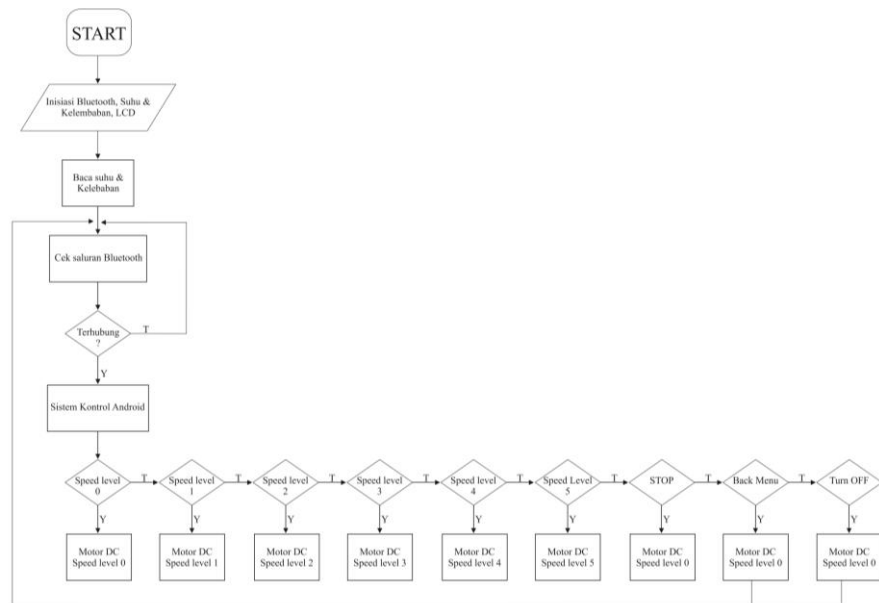 START
Inisiasi Bluetooth, Suhu &
Kelembaban, LCD
Baca suhu &
Kelebaban
Cek saluran Bluetooth
Terhubung
?
T
Y
Sistem Kontrol Android
Speed level
0
T
Speed level
1
T
Speed level
2
T
Speed level
3
T
Speed level
4
T
Speed Level
5
T
STOP
T
Back Menu
T
Turn OFF
Y
Y
Y
Y
Y
Y
Y
Y
Y
Motor DC
Speed level 0
Motor DC
Speed level 1
Motor DC
Speed level 2
Motor DC
Speed level 3
Motor DC
Speed level 4
Motor DC
Speed level 5
Motor DC
Speed level 0
Motor DC
Speed level 0
Motor DC
Speed level 0